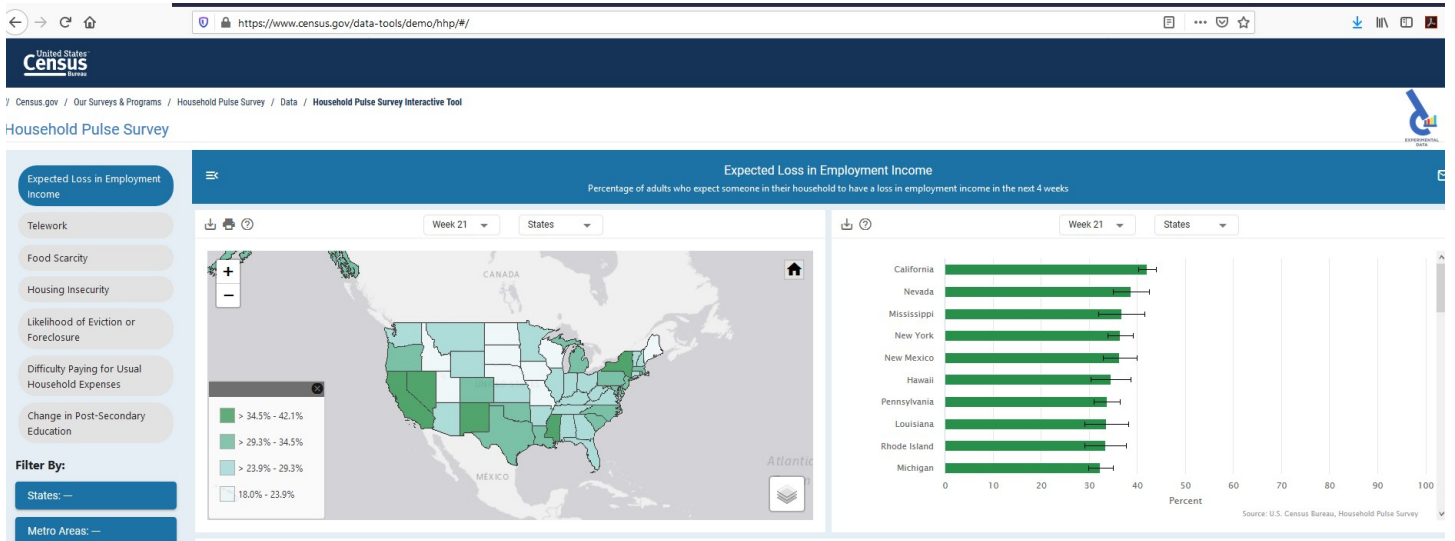 https://www.census.gov/data-tools/demo/hhp/#/
United States®
Census
Bureau
// Census.gov / Our Surveys & Programs / Household Pulse Survey / Data / Household Pulse Survey Interactive Tool
Household Pulse Survey
EXPERIMENTAL
DATA
Expected Loss in Employment
Income
Telework
Food Scarcity
Housing Insecurity
Likelihood of Eviction or
Foreclosure
Difficulty Paying for Usual
Household Expenses
Change in Post-Secondary
Education
Filter By:
States: —
Metro Areas: —
Expected Loss in Employment Income
Percentage of adults who expect someone in their household to have a loss in employment income in the next 4 weeks
Week 21
States
+
−
CANADA
MÉXICO
Atlantic
> 34.5% - 42.1%
> 29.3% - 34.5%
> 23.9% - 29.3%
18.0% - 23.9%
Week 21
States
California
Nevada
Mississippi
New York
New Mexico
Hawaii
Pennsylvania
Louisiana
Rhode Island
Michigan
0 10 20 30 40 50 60 70 80 90 100
Percent
Source: U.S. Census Bureau, Household Pulse Survey